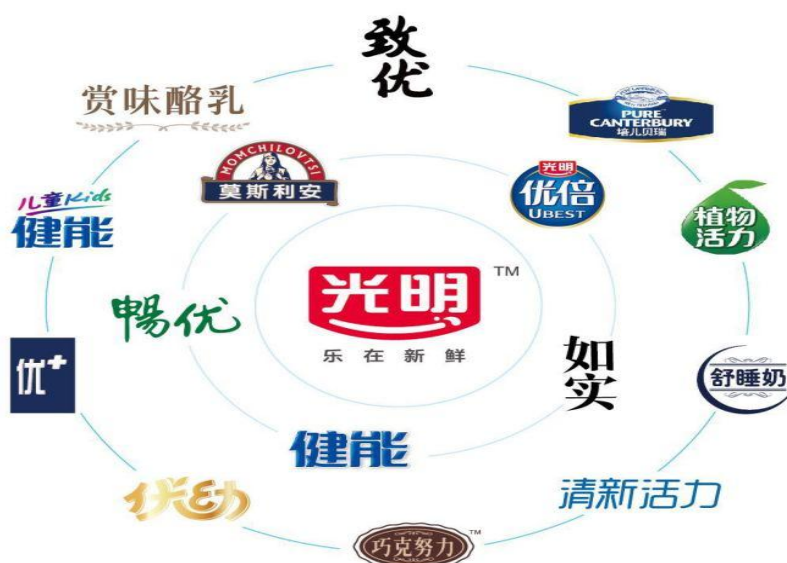 致
优
赏味酪乳
PURE
CANTERBURY
培儿贝瑞
MOMCHILOVTSI
莫斯利安
光明
优倍
UBEST
儿童Kids
健能
植物
活力
光明
TM
乐在新鲜
暢优
如
实
优+
舒睡奶
健能
优幼
清新活力
巧克努力
TM